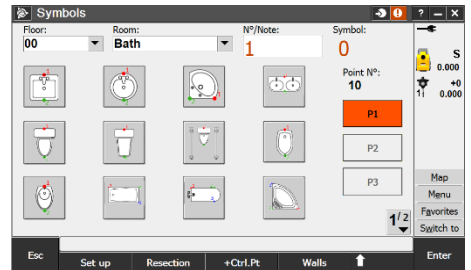 Symbols
? – ×
Floor:
Room:
Nº/Note:
Symbol:
00
Bath
1
0
S
0.000
Point Nº:
10
+0
11
0.000
P1
P2
P3
Map
Menu
Favorites
Switch to
1/2
Esc
Set up
Resection
+Ctrl.Pt
Walls
Enter